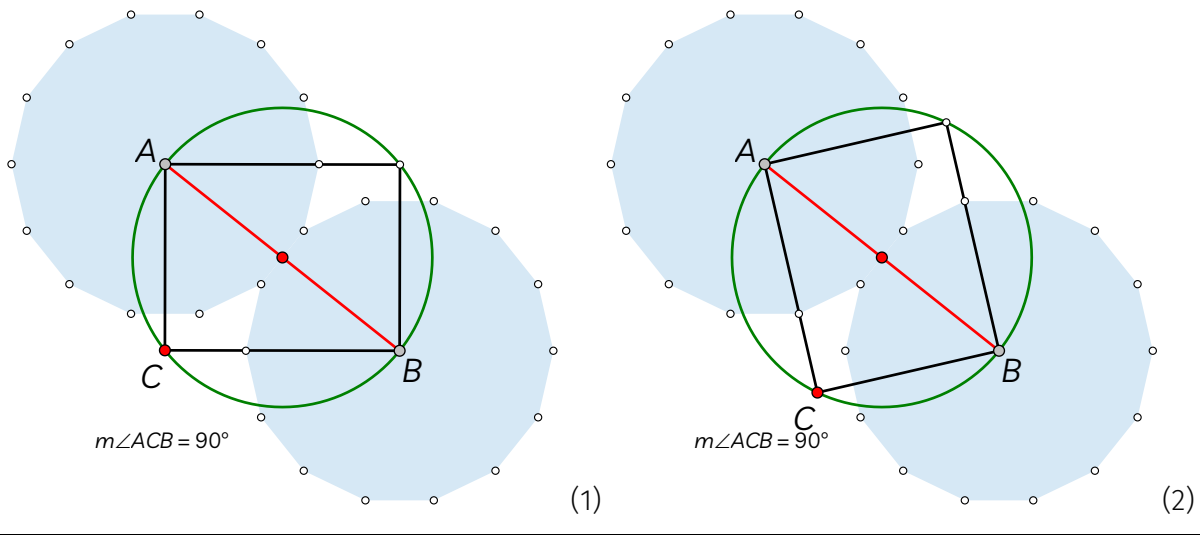 A
B
C
m∠ACB = 90°
(1)
A
B
C
m∠ACB = 90°
(2)